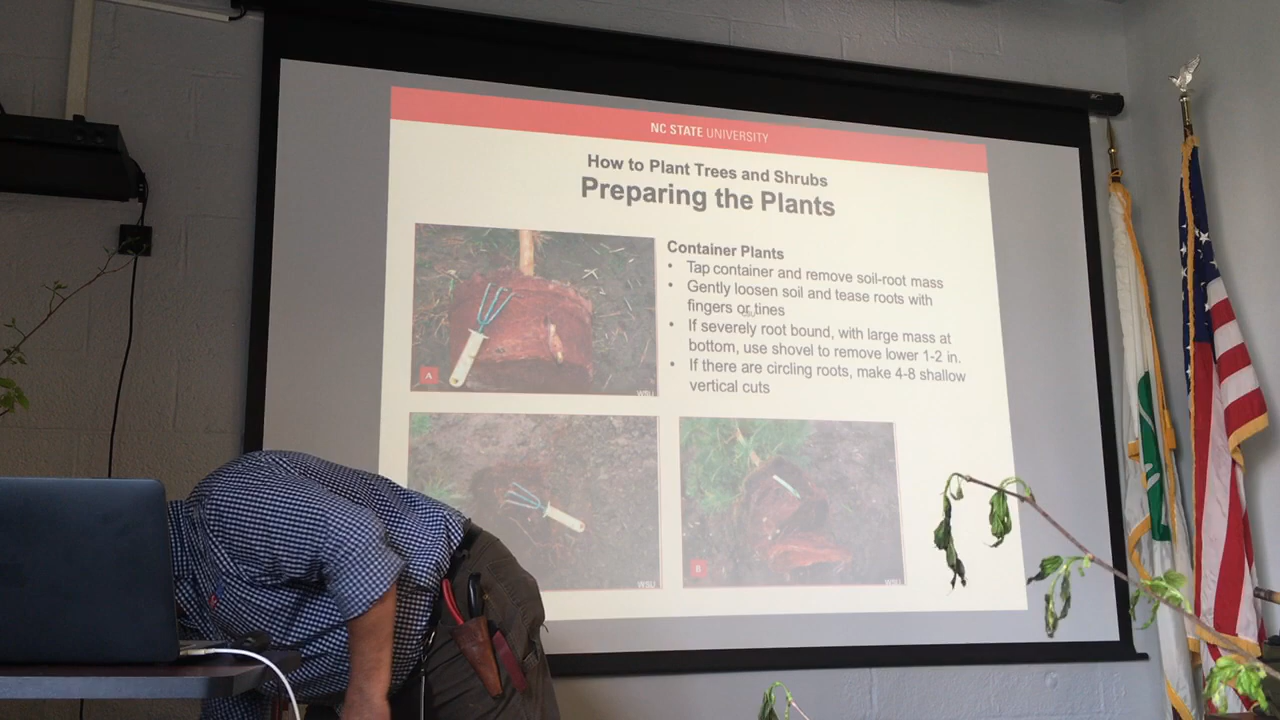 NC STATE UNIVERSITY
How to Plant Trees and Shrubs
Preparing the Plants
Container Plants
• Tap container and remove soil-root mass
• Gently loosen soil and tease roots with
fingers or tines
• If severely root bound, with large mass at
bottom, use shovel to remove lower 1-2 in.
• If there are circling roots, make 4-8 shallow
vertical cuts
A
WSU
WSU
B
WSU